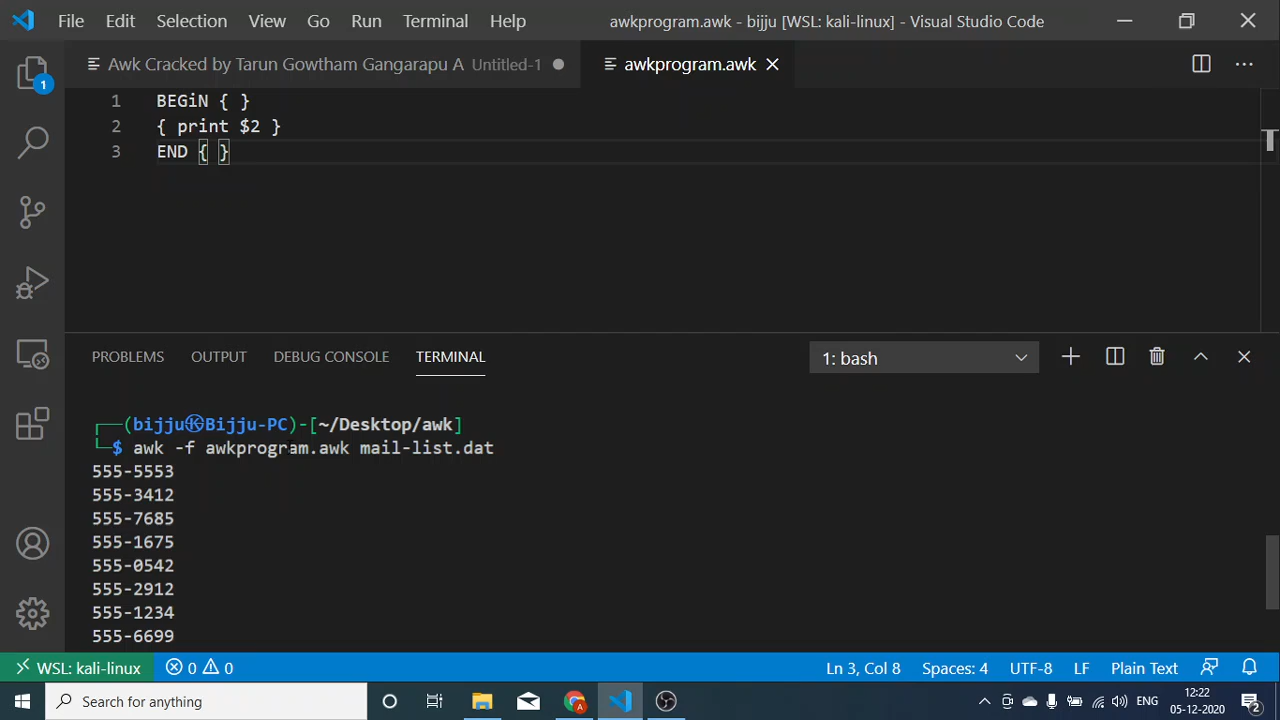 File Edit Selection View Go Run Terminal Help awkprogram.awk - bijju [WSL: kali-linux] - Visual Studio Code
Awk Cracked by Tarun Gowtham Gangarapu A Untitled-1 awkprogram.awk
1
1 BEGiN { }
2 { print $2 }
3 END { }
PROBLEMS OUTPUT DEBUG CONSOLE TERMINAL 1: bash
┌──(bijju㉿Bijju-PC)-[~/Desktop/awk]
└─$ awk -f awkprogram.awk mail-list.dat
555-5553
555-3412
555-7685
555-1675
555-0542
555-2912
555-1234
555-6699
WSL: kali-linux 0 0 Ln 3, Col 8 Spaces: 4 UTF-8 LF Plain Text
Search for anything A ENG 12:22
05-12-2020 2